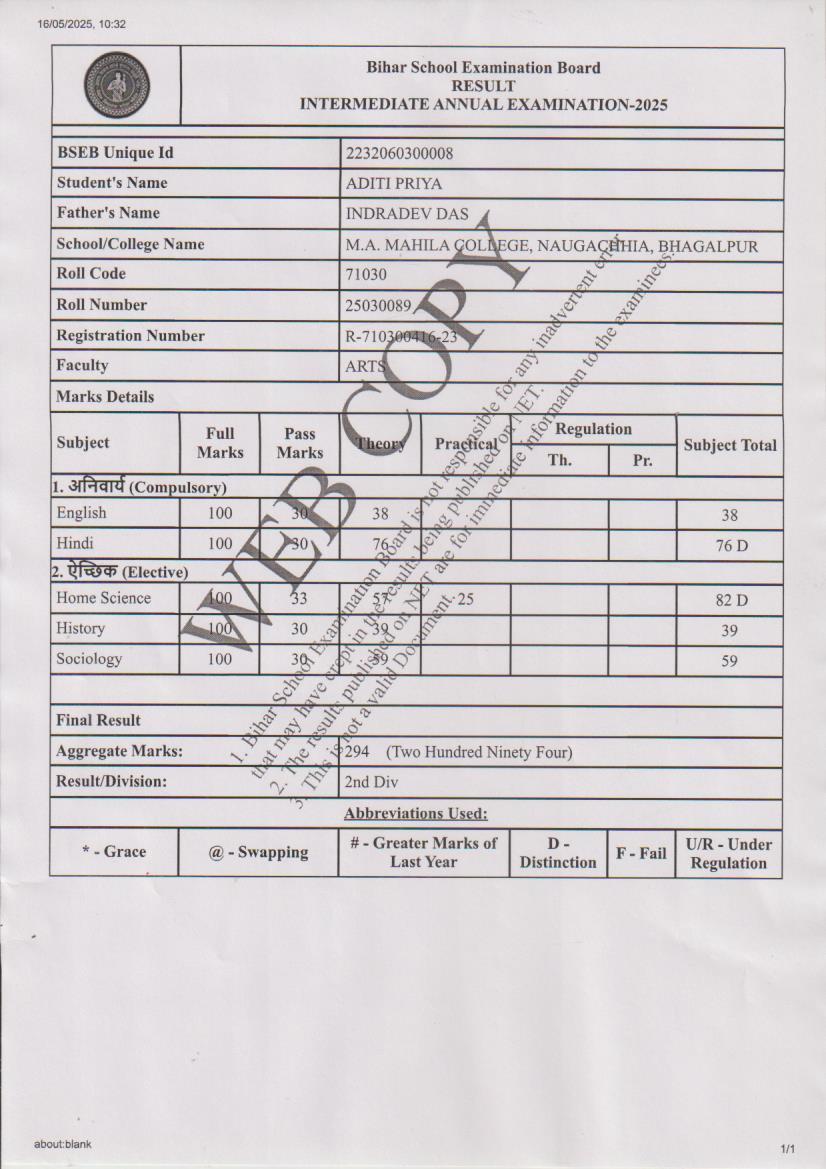 16/05/2025, 10:32
Bihar School Examination Board
RESULT
INTERMEDIATE ANNUAL EXAMINATION-2025
BSEB Unique Id 2232060300008
Student's Name ADITI PRIYA
Father's Name INDRADEV DAS
School/College Name M.A. MAHILA COLLEGE, NAUGACHHIA, BHAGALPUR
Roll Code 71030
Roll Number 25030089
Registration Number R-710300416-23
Faculty ARTS
Marks Details
Subject Full Marks Pass Marks Theory Practical Regulation Subject Total
Th. Pr.
1. अनिवार्य (Compulsory)
English 100 30 38 38
Hindi 100 30 76 76 D
2. ऐच्छिक (Elective)
Home Science 100 33 57 25 82 D
History 100 30 39 39
Sociology 100 30 59 59
Final Result
Aggregate Marks: 294 (Two Hundred Ninety Four)
Result/Division: 2nd Div
Abbreviations Used:
* - Grace @ - Swapping # - Greater Marks of Last Year D - Distinction F - Fail U/R - Under Regulation
WEB COPY
1. Bihar School Examination Board is not responsible for any inadvertent error
that may have crept in the results being published on NET.
2. The results published on NET are for immediate information to the examinees.
3. This is not a valid Document.
about:blank
1/1